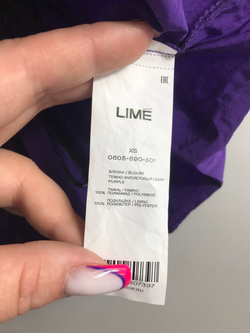 EAC
LIMÉ
XS
0605-690-501
БЛУЗКА / BLOUSE
ТЕМНО-ФИОЛЕТОВЫЙ / DARK
PURPLE
ТКАНЬ / FABRIC
100% ПОЛИАМИД / POLYAMIDE
ПОДКЛАДКА / LINING
100% ПОЛИЭСТЕР / POLYESTER